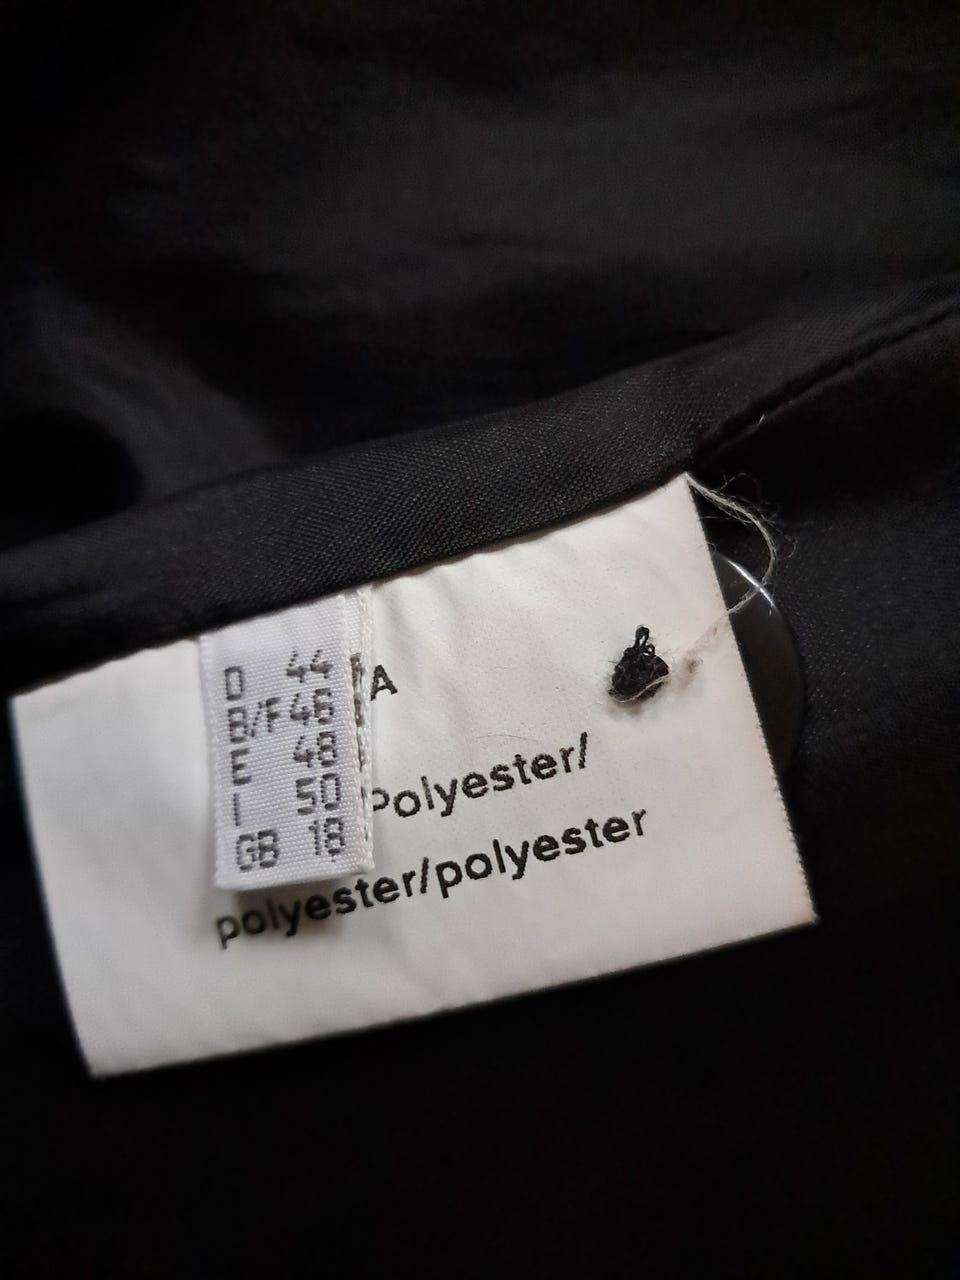 D 44
B/F 46
E 48
I 50
GB 18
A
Polyester/
polyester/polyester